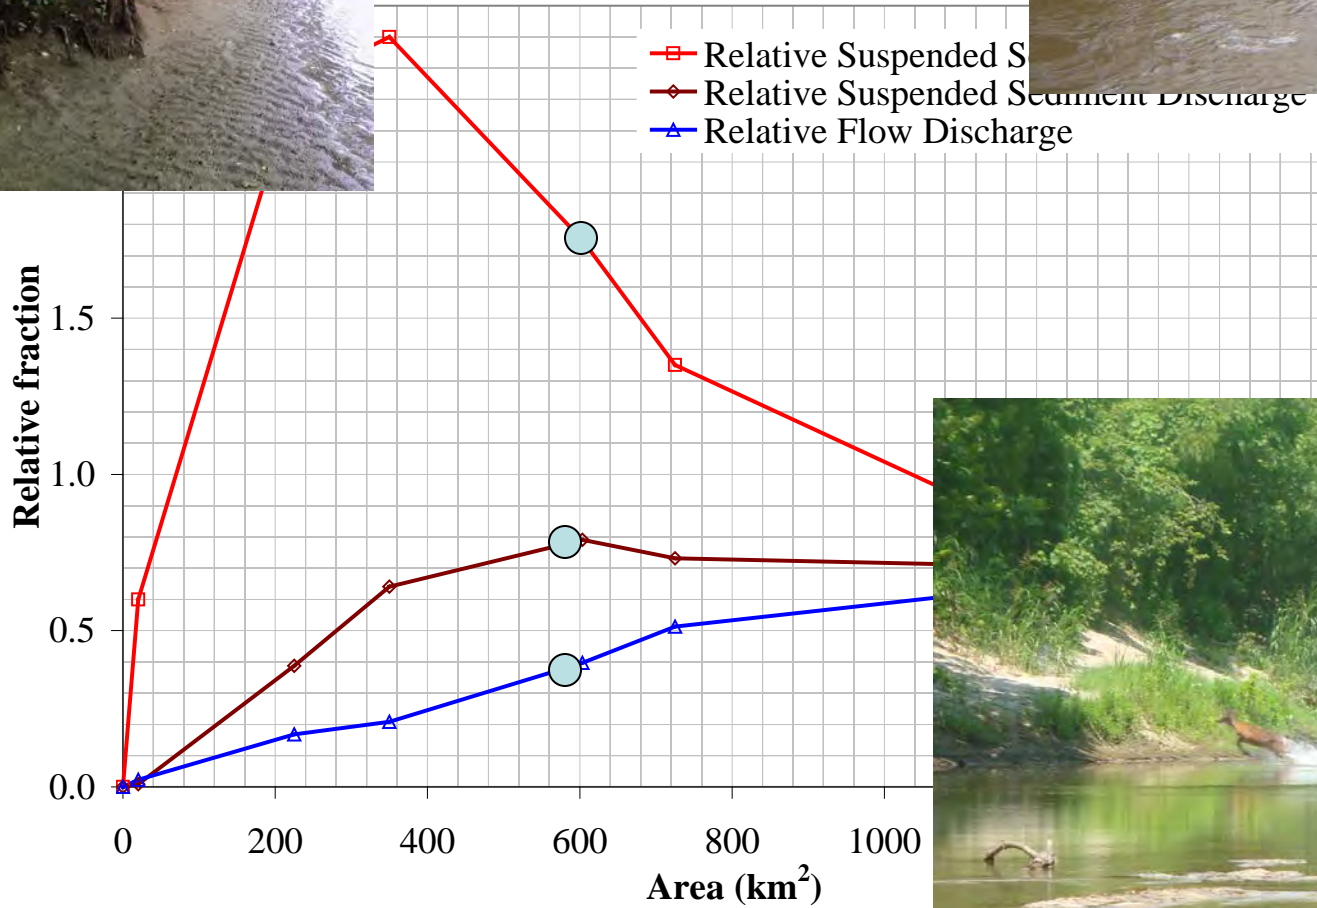 Relative Suspended
Relative Suspended Sediment Discharge
Relative Flow Discharge
Relative fraction
1.5
1.0
0.5
0.0
0 200 400 600 800 1000
Area (km²)